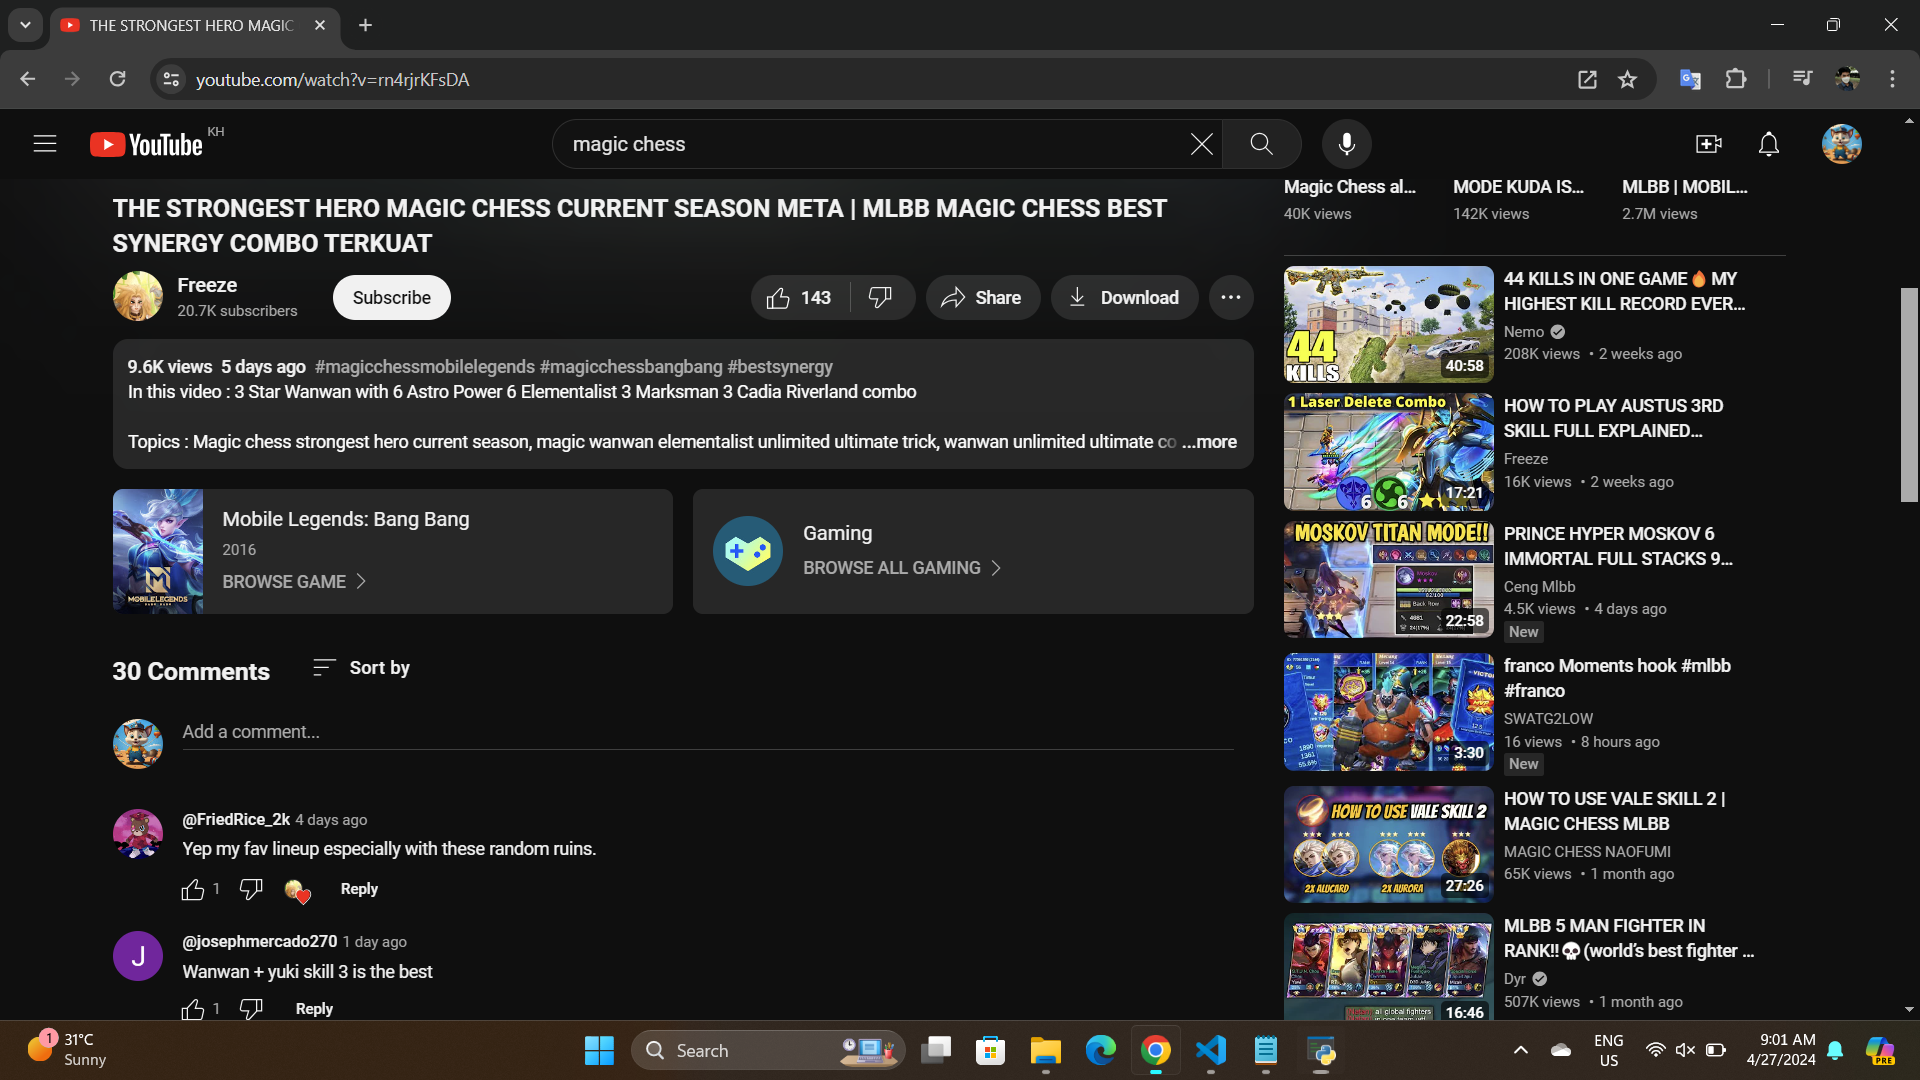 THE STRONGEST HERO MAGIC
youtube.com/watch?v=rn4rjrKFsDA
YouTube KH
magic chess
THE STRONGEST HERO MAGIC CHESS CURRENT SEASON META | MLBB MAGIC CHESS BEST
SYNERGY COMBO TERKUAT
Freeze
20.7K subscribers
Subscribe
143
Share
Download
9.6K views 5 days ago #magicchessmobilelegends #magicchessbangbang #bestsynergy
In this video : 3 Star Wanwan with 6 Astro Power 6 Elementalist 3 Marksman 3 Cadia Riverland combo
Topics : Magic chess strongest hero current season, magic wanwan elementalist unlimited ultimate trick, wanwan unlimited ultimate co ...more
Mobile Legends: Bang Bang
2016
BROWSE GAME
MOBILE LEGENDS
BANG BANG
Gaming
BROWSE ALL GAMING
30 Comments
Sort by
Add a comment...
@FriedRice_2k 4 days ago
Yep my fav lineup especially with these random ruins.
1
Reply
J
@josephmercado270 1 day ago
Wanwan + yuki skill 3 is the best
1
Reply
Magic Chess al...
40K views
MODE KUDA IS...
142K views
MLBB | MOBIL...
2.7M views
44
KILLS
40:58
44 KILLS IN ONE GAME🔥MY
HIGHEST KILL RECORD EVER...
Nemo
208K views • 2 weeks ago
1 Laser Delete Combo
6 6
17:21
HOW TO PLAY AUSTUS 3RD
SKILL FULL EXPLAINED...
Freeze
16K views • 2 weeks ago
MOSKOV TITAN MODE!!
Moskov
Back Row
22:58
PRINCE HYPER MOSKOV 6
IMMORTAL FULL STACKS 9...
Ceng Mlbb
4.5K views • 4 days ago
New
3:30
franco Moments hook #mlbb
#franco
SWATG2LOW
16 views • 8 hours ago
New
HOW TO USE VALE SKILL 2
2X ALUCARD
2X AURORA
27:26
HOW TO USE VALE SKILL 2 |
MAGIC CHESS MLBB
MAGIC CHESS NAOFUMI
65K views • 1 month ago
all global fighters
16:46
MLBB 5 MAN FIGHTER IN
RANK!!💀(world's best fighter ...
Dyr
507K views • 1 month ago
1
31°C
Sunny
Search
PRE
ENG
US
9:01 AM
4/27/2024